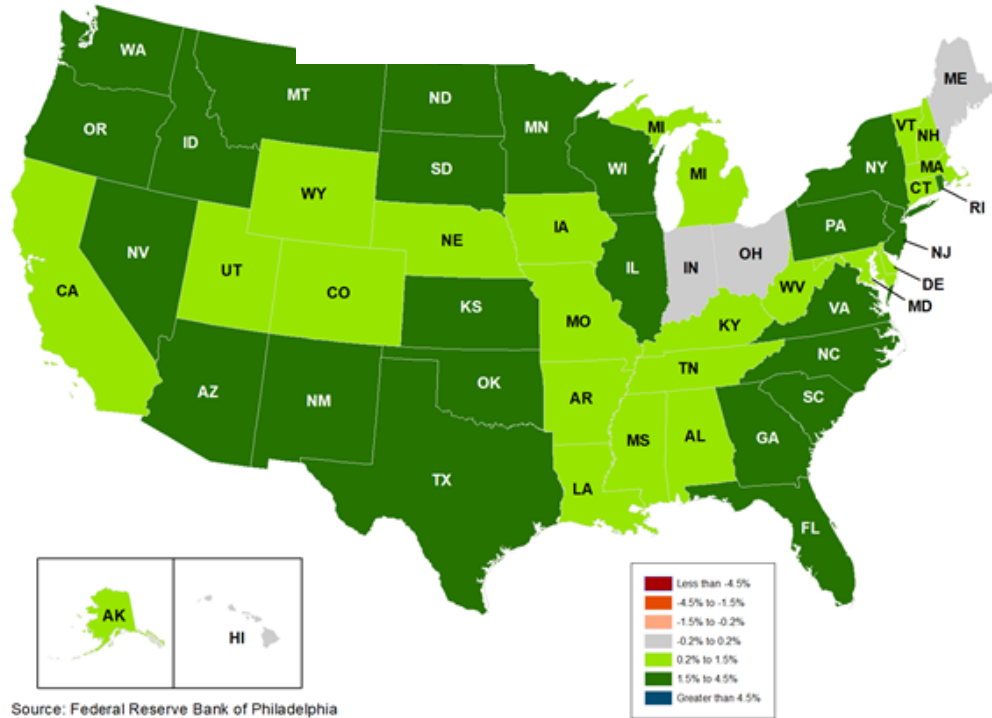 WA
ME
MT
ND
MN
OR
VT
NH
MI
ID
SD
WI
NY
MA
MI
CT
WY
RI
PA
IA
NE
NJ
OH
NV
IN
IL
UT
DE
CA
CO
WV
MD
VA
KS
MO
KY
NC
TN
OK
AZ
NM
AR
SC
MS
AL
GA
TX
LA
FL
AK
HI
Less than -4.5%
-4.5% to -1.5%
-1.5% to -0.2%
-0.2% to 0.2%
0.2% to 1.5%
1.5% to 4.5%
Greater than 4.5%
Source: Federal Reserve Bank of Philadelphia